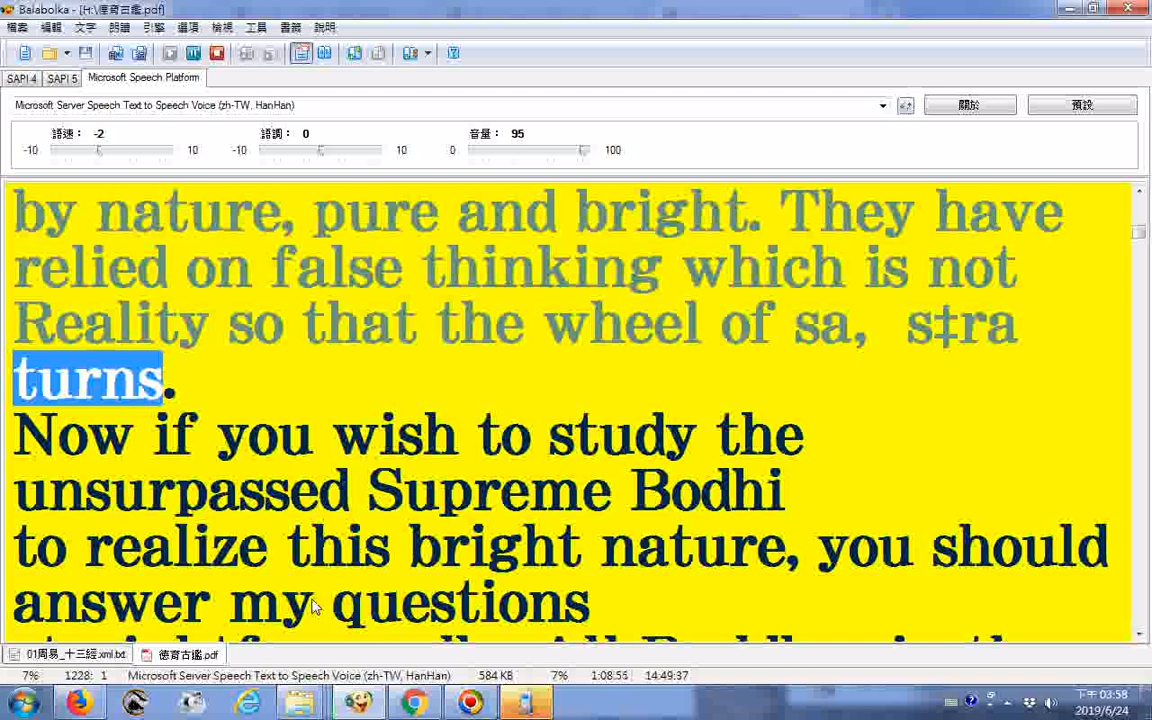 Balabolka - [H:\德育古鑑.pdf]
檔案 編輯 文字 朗讀 引擎 選項 檢視 工具 書籤 說明
SAPI 4 SAPI 5 Microsoft Speech Platform
Microsoft Server Speech Text to Speech Voice (zh-TW, HanHan) 關於 預設
語速： -2 語調： 0 音量： 95
-10 10 -10 10 0 100
by nature, pure and bright. They have
relied on false thinking which is not
Reality so that the wheel of sa, s‡ra
turns.
Now if you wish to study the
unsurpassed Supreme Bodhi
to realize this bright nature, you should
answer my questions
01周易_十三經.xml.txt 德育古鑑.pdf
7% 1228: 1 Microsoft Server Speech Text to Speech Voice (zh-TW, HanHan) 584 KB 7% 1:08:55 14:49:37
下午 03:58
2019/6/24